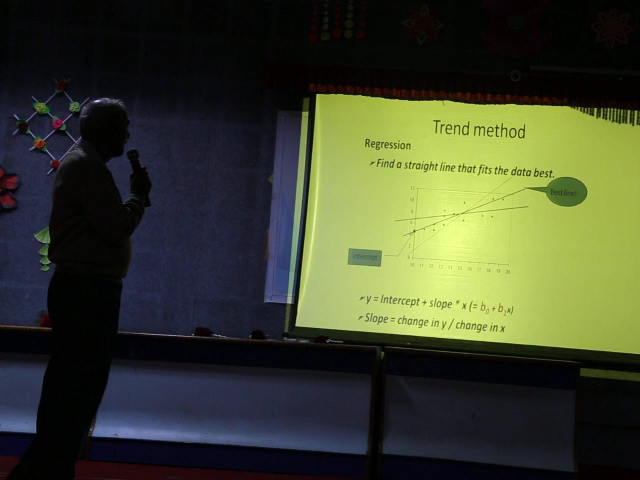 Trend method
Regression
Find a straight line that fits the data best.
Best line!
Intercept
y = Intercept + slope * x (= b0 + b1x)
Slope = change in y / change in x